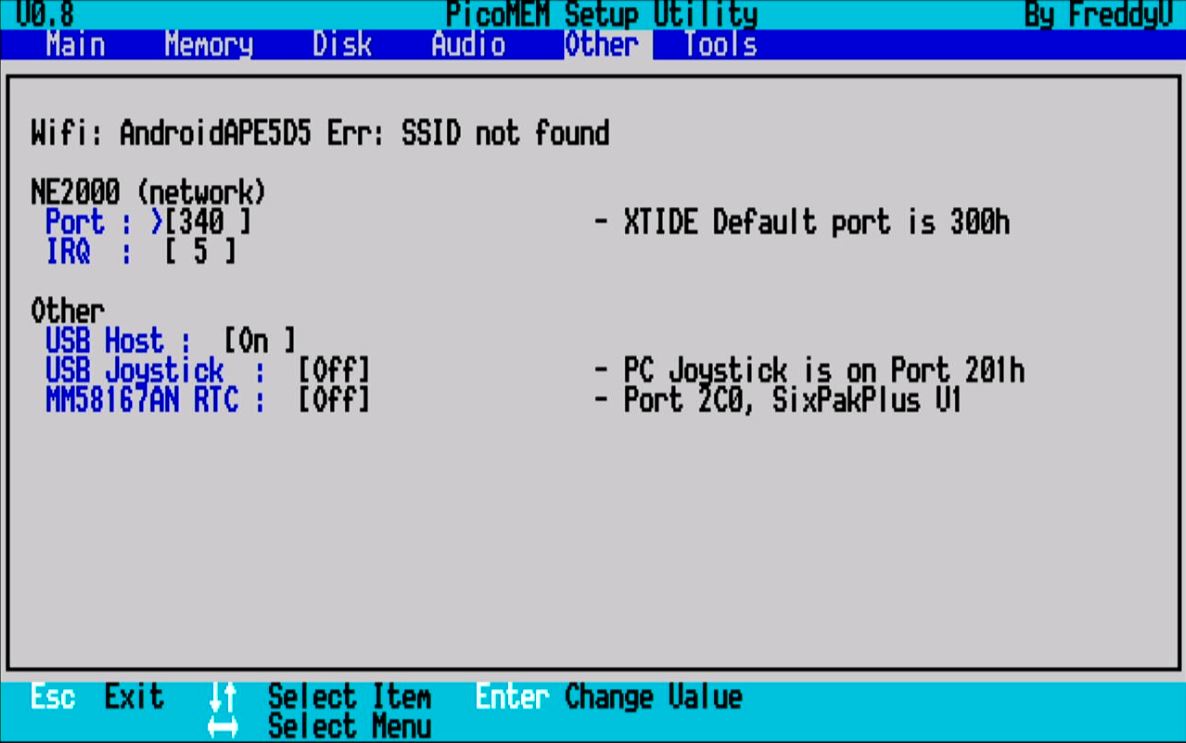 V0.8 PicoMEM Setup Utility By FreddyV
Main Memory Disk Audio Other Tools
Wifi: AndroidAPE5D5 Err: SSID not found
NE2000 (network)
Port : >[340 ] - XTIDE Default port is 300h
IRQ : [ 5 ]
Other
USB Host : [On ]
USB Joystick : [Off] - PC Joystick is on Port 201h
MM58167AN RTC : [Off] - Port 2C0, SixPakPlus V1
Esc Exit ↓↑ Select Item Enter Change Value
↔ Select Menu